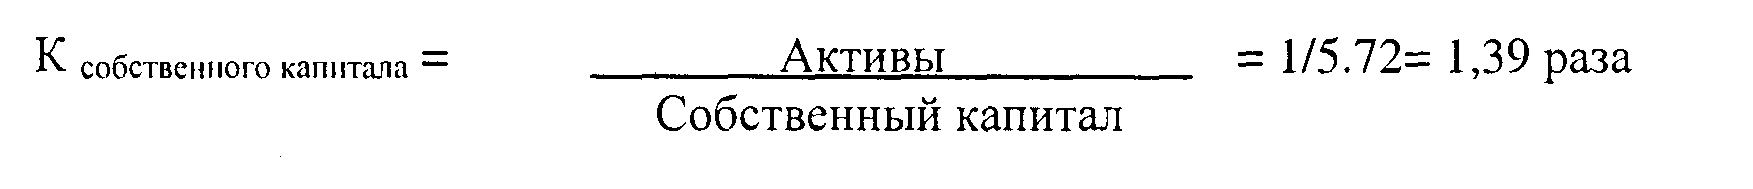 К собственного капитала = Активы = 1/5.72= 1,39 раза
Собственный капитал